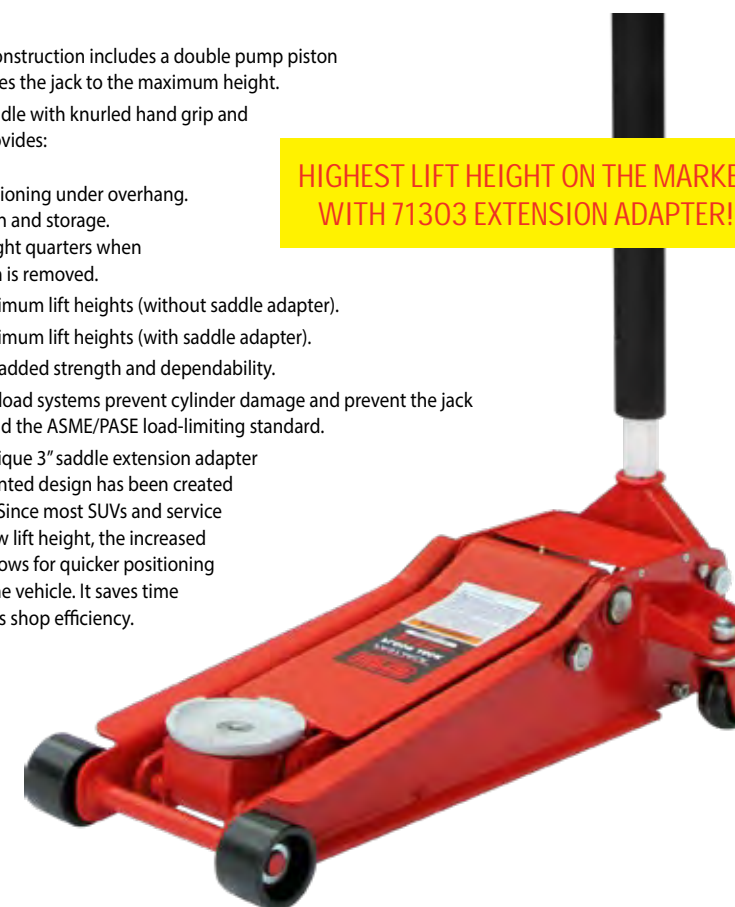 onstruction includes a double pump piston
es the jack to the maximum height.
dle with knurled hand grip and
vides:
HIGHEST LIFT HEIGHT ON THE MARKE
WITH 71303 EXTENSION ADAPTER!
ioning under overhang.
n and storage.
ght quarters when
is removed.
imum lift heights (without saddle adapter).
imum lift heights (with saddle adapter).
added strength and dependability.
load systems prevent cylinder damage and prevent the jack
d the ASME/PASE load-limiting standard.
ique 3" saddle extension adapter
nted design has been created
Since most SUVs and service
w lift height, the increased
ows for quicker positioning
e vehicle. It saves time
s shop efficiency.